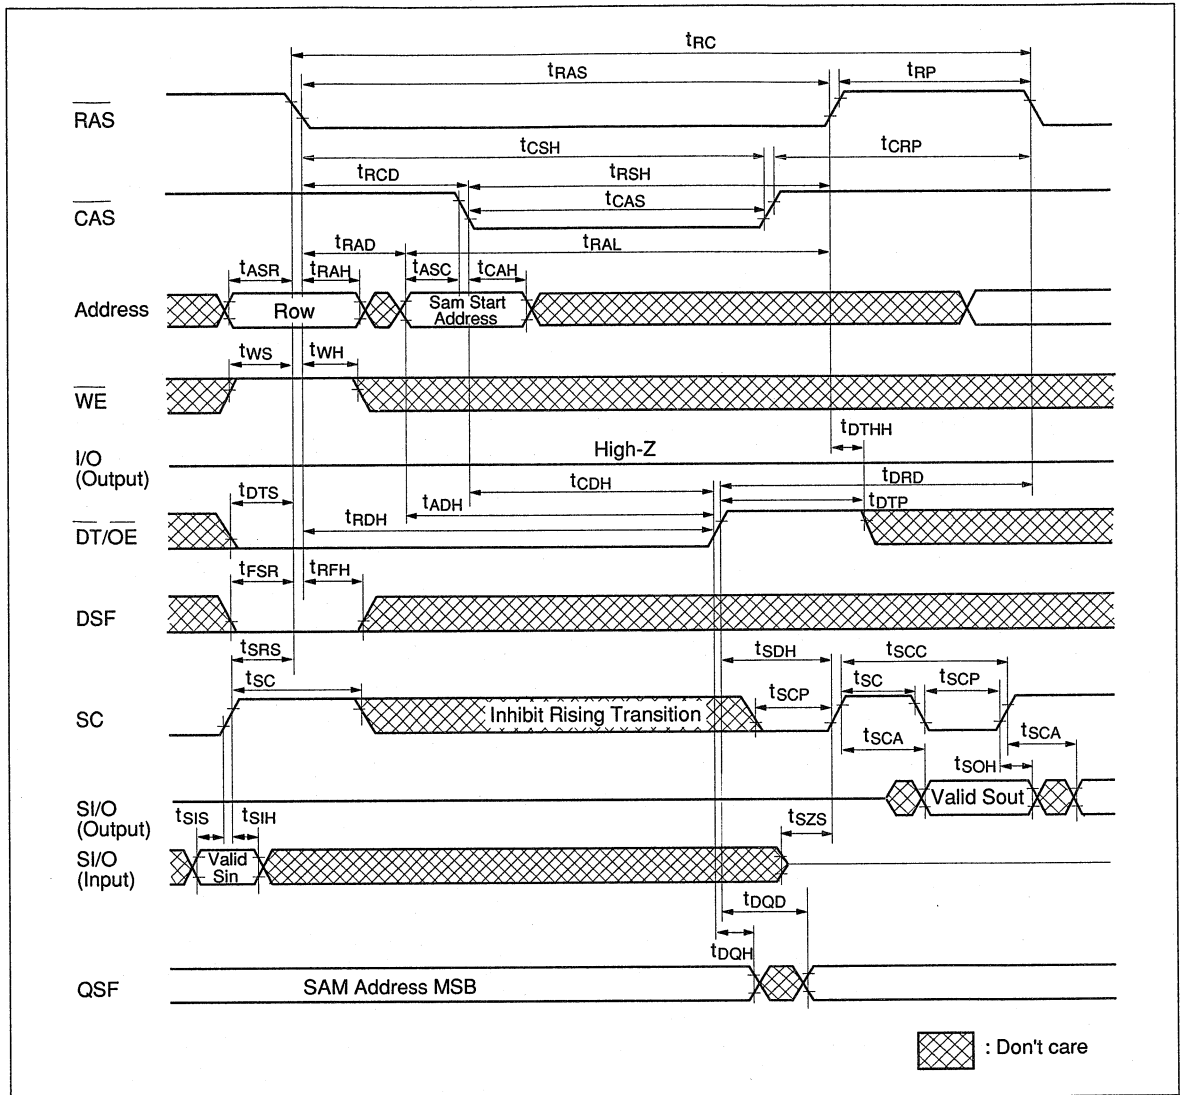 tRC
tRAS tRP
RAS
tCSH tCRP
tRCD tRSH
CAS tCAS
tRAD tRAL
tASR tRAH tASC tCAH
Address Row Sam Start Address
tWS tWH
WE
tDTHH
I/O (Output) High-Z
tCDH tDRD
tDTS tADH tDTP
tRDH
DT/OE
tFSR tRFH
DSF
tSRS tSDH tSCC
tSC tSCP tSC tSCP
SC Inhibit Rising Transition
tSCA tSCA
tSOH
SI/O (Output) Valid Sout
tSIS tSIH tSZS
SI/O (Input) Valid Sin
tDQD
tDQH
QSF SAM Address MSB
: Don't care